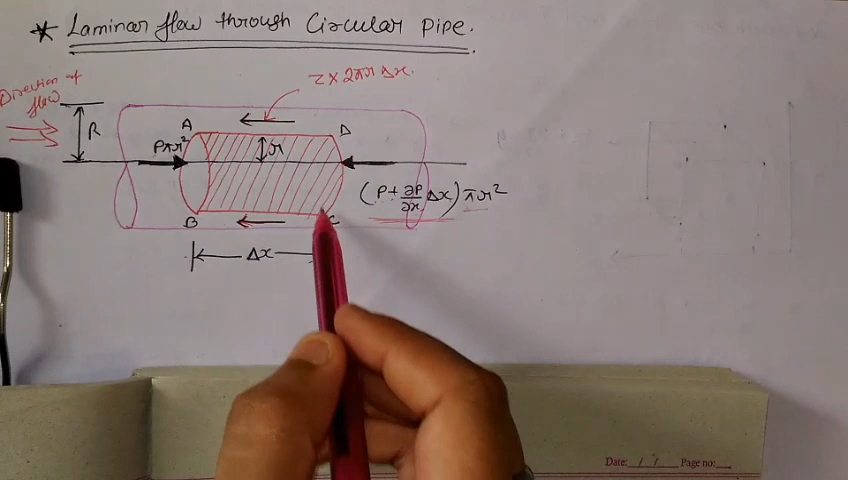 * Laminar flow through Circular pipe.
τ × 2πr Δx.
Direction of
flow
R
A
D
Pπr²
r
(P + ∂P/∂x Δx) πr²
B
C
Δx
Date: / / Page no: